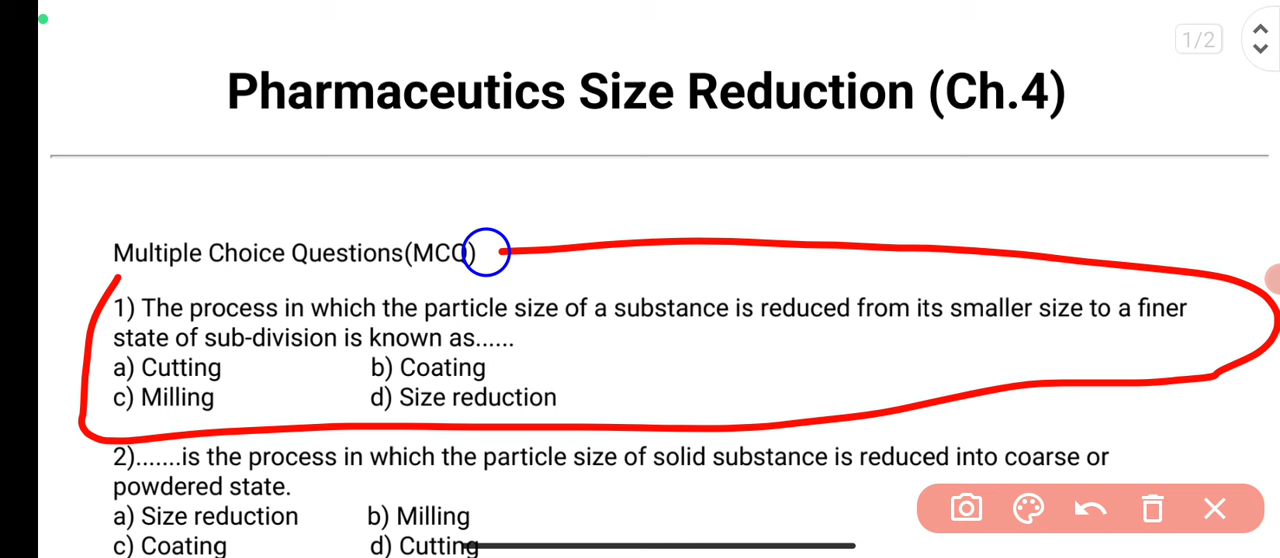 1/2
Pharmaceutics Size Reduction (Ch.4)
Multiple Choice Questions(MCQ)
1) The process in which the particle size of a substance is reduced from its smaller size to a finer
state of sub-division is known as......
a) Cutting b) Coating
c) Milling d) Size reduction
2).......is the process in which the particle size of solid substance is reduced into coarse or
powdered state.
a) Size reduction b) Milling
c) Coating d) Cutting